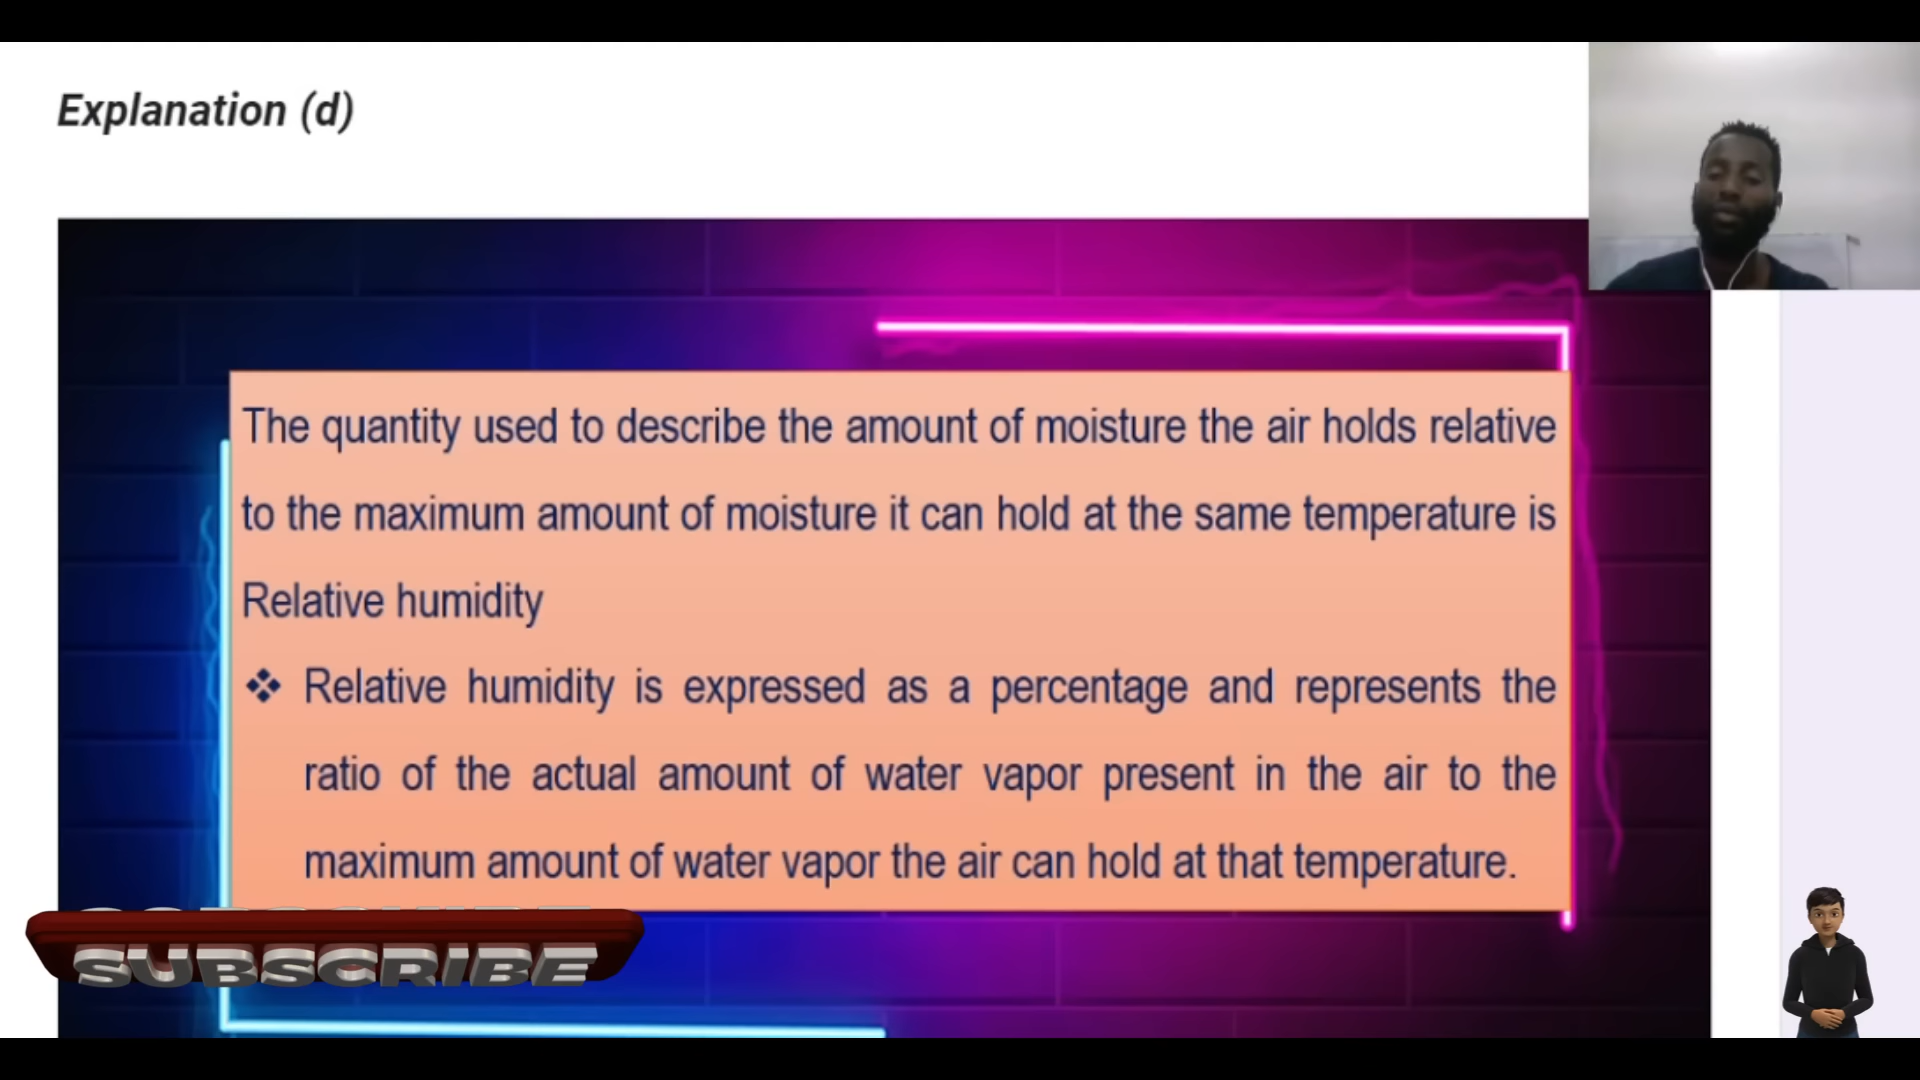 Explanation (d)
The quantity used to describe the amount of moisture the air holds relative
to the maximum amount of moisture it can hold at the same temperature is
Relative humidity
❖ Relative humidity is expressed as a percentage and represents the
ratio of the actual amount of water vapor present in the air to the
maximum amount of water vapor the air can hold at that temperature.
SUBSCRIBE